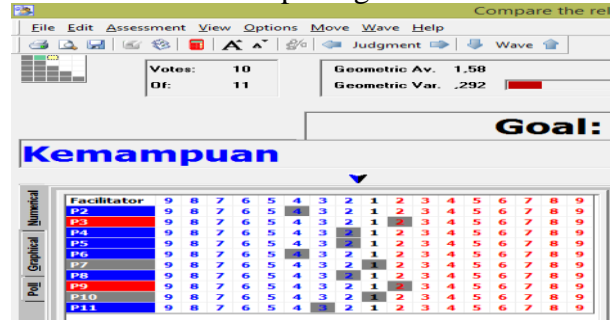 Compare the rel
File Edit Assessment View Options Move Wave Help
A A Judgment Wave
Votes: 10 Geometric Av. 1,58
Of: 11 Geometric Var. ,292
Goal:
Kemampuan
Numerical
Graphical
Poll
Facilitator 9 8 7 6 5 4 3 2 1 2 3 4 5 6 7 8 9
P2 9 8 7 6 5 4 3 2 1 2 3 4 5 6 7 8 9
P3 9 8 7 6 5 4 3 2 1 2 3 4 5 6 7 8 9
P4 9 8 7 6 5 4 3 2 1 2 3 4 5 6 7 8 9
P5 9 8 7 6 5 4 3 2 1 2 3 4 5 6 7 8 9
P6 9 8 7 6 5 4 3 2 1 2 3 4 5 6 7 8 9
P7 9 8 7 6 5 4 3 2 1 2 3 4 5 6 7 8 9
P8 9 8 7 6 5 4 3 2 1 2 3 4 5 6 7 8 9
P9 9 8 7 6 5 4 3 2 1 2 3 4 5 6 7 8 9
P10 9 8 7 6 5 4 3 2 1 2 3 4 5 6 7 8 9
P11 9 8 7 6 5 4 3 2 1 2 3 4 5 6 7 8 9